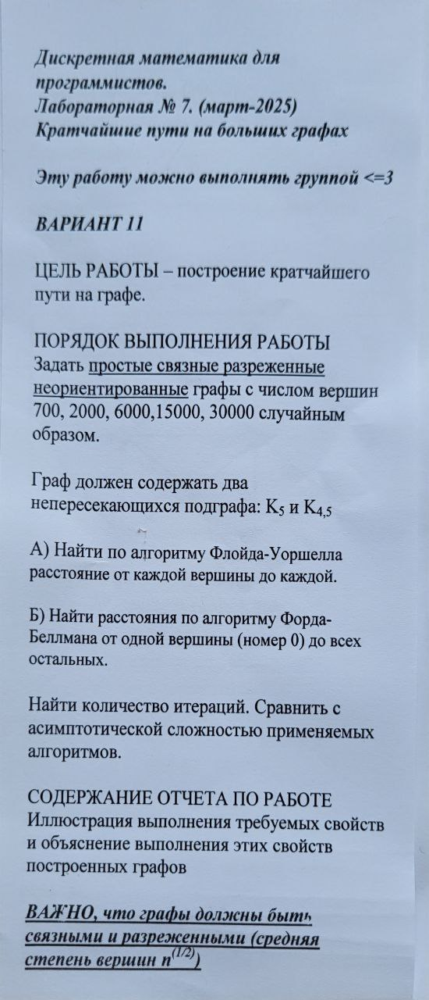 Дискретная математика для
программистов.
Лабораторная № 7. (март-2025)
Кратчайшие пути на больших графах
Эту работу можно выполнять группой <=3
ВАРИАНТ 11
ЦЕЛЬ РАБОТЫ – построение кратчайшего
пути на графе.
ПОРЯДОК ВЫПОЛНЕНИЯ РАБОТЫ
Задать простые связные разреженные
неориентированные графы с числом вершин
700, 2000, 6000,15000, 30000 случайным
образом.
Граф должен содержать два
непересекающихся подграфа: K5 и K4,5
А) Найти по алгоритму Флойда-Уоршелла
расстояние от каждой вершины до каждой.
Б) Найти расстояния по алгоритму Форда-
Беллмана от одной вершины (номер 0) до всех
остальных.
Найти количество итераций. Сравнить с
асимптотической сложностью применяемых
алгоритмов.
СОДЕРЖАНИЕ ОТЧЕТА ПО РАБОТЕ
Иллюстрация выполнения требуемых свойств
и объяснение выполнения этих свойств
построенных графов
ВАЖНО, что графы должны быть
связными и разреженными (средняя
степень вершин n^(1/2))